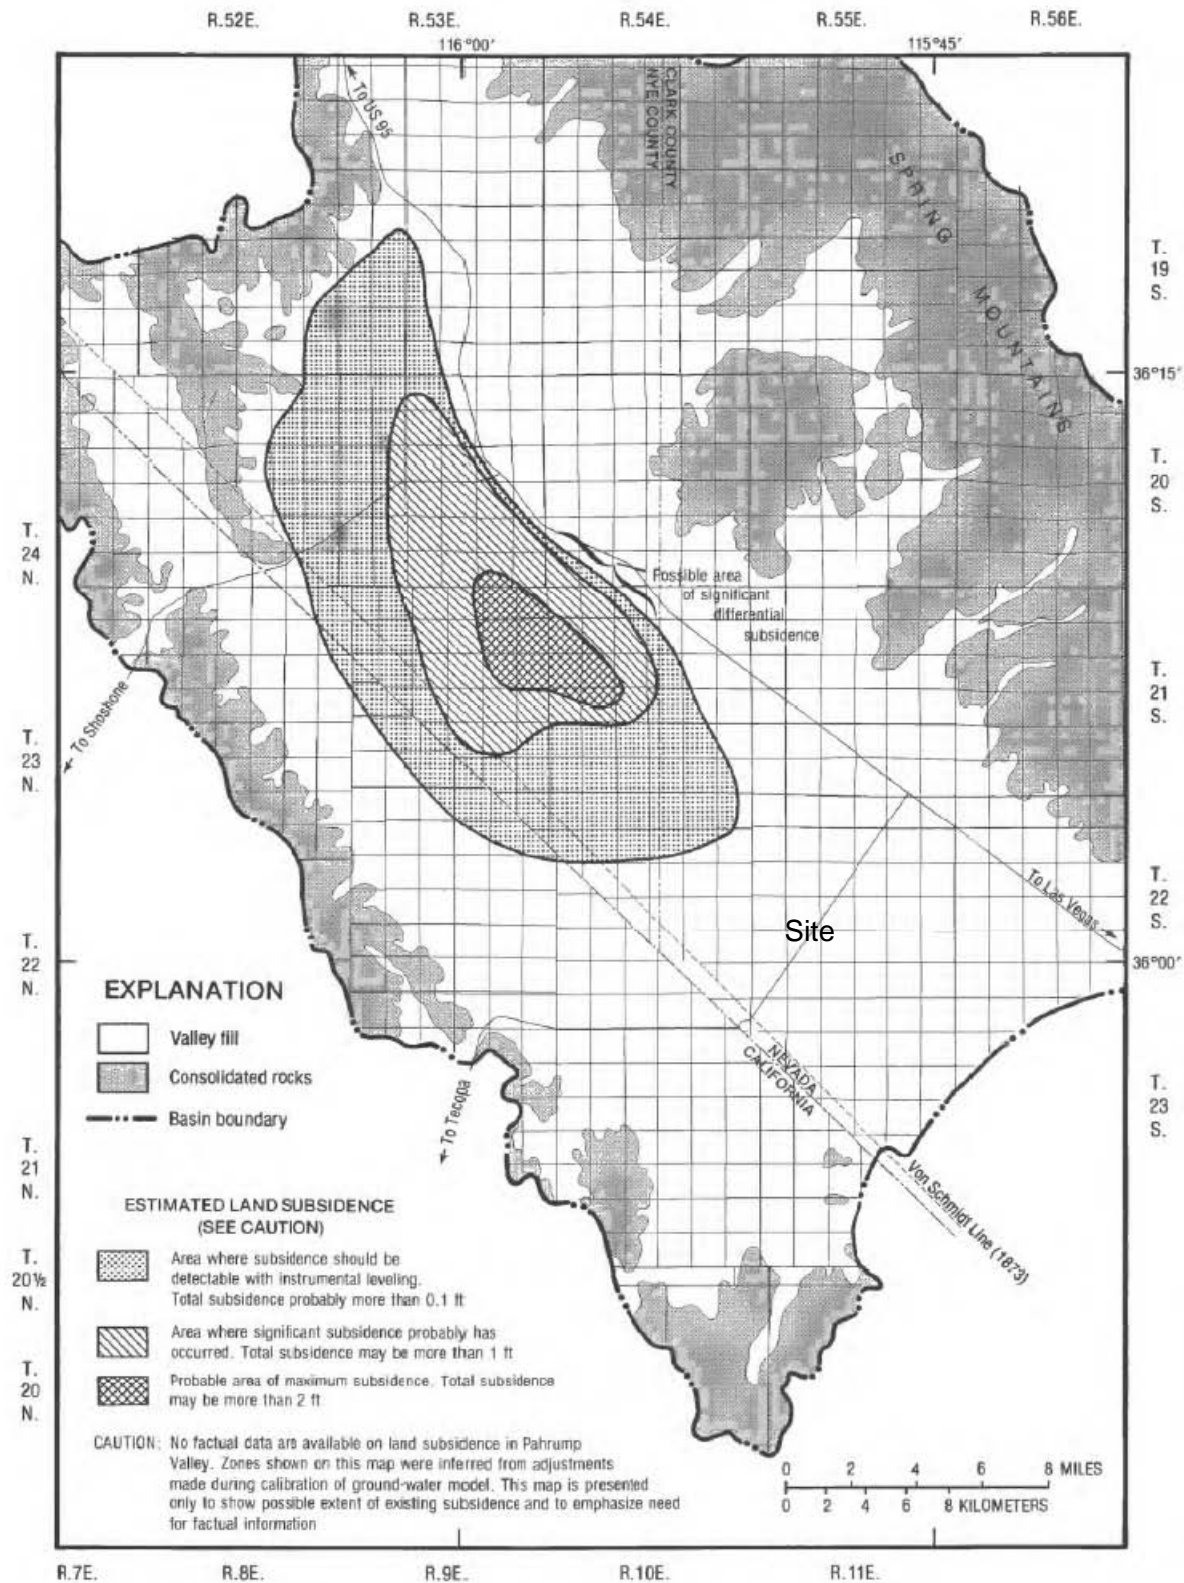 R.52E. R.53E. R.54E. R.55E. R.56E.
116°00′ 115°45′
To US 95
CLARK COUNTY
NYE COUNTY
SPRING
MOUNTAINS
T.
19
S.
36°15′
T.
20
S.
T.
24
N.
Possible area
of significant
differential
subsidence
To Shoshone
T.
21
S.
T.
23
N.
To Las Vegas
T.
22
S.
Site
T.
22
N.
36°00′
EXPLANATION
Valley fill
Consolidated rocks
Basin boundary
NEVADA
CALIFORNIA
To Tecopa
T.
23
S.
T.
21
N.
Von Schmidt Line (1873)
ESTIMATED LAND SUBSIDENCE
(SEE CAUTION)
T.
20½
N.
Area where subsidence should be
detectable with instrumental leveling.
Total subsidence probably more than 0.1 ft
Area where significant subsidence probably has
occurred. Total subsidence may be more than 1 ft
T.
20
N.
Probable area of maximum subsidence. Total subsidence
may be more than 2 ft
CAUTION: No factual data are available on land subsidence in Pahrump
Valley. Zones shown on this map were inferred from adjustments
made during calibration of ground-water model. This map is presented
only to show possible extent of existing subsidence and to emphasize need
for factual information
0 2 4 6 8 MILES
0 2 4 6 8 KILOMETERS
R.7E. R.8E. R.9E. R.10E. R.11E.